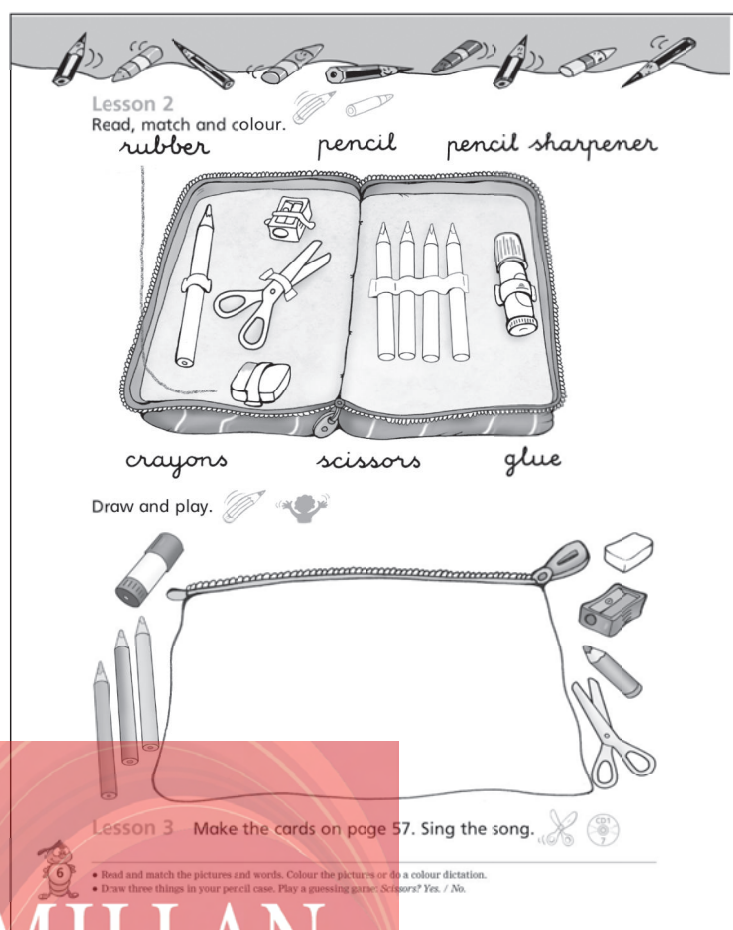 Lesson 2
Read, match and colour.
rubber pencil pencil sharpener
crayons scissors glue
Draw and play.
Lesson 3 Make the cards on page 57. Sing the song.
CD1
7
6
• Read and match the pictures and words. Colour the pictures or do a colour dictation.
• Draw three things in your pencil case. Play a guessing game: Scissors? Yes. / No.
MILLAN